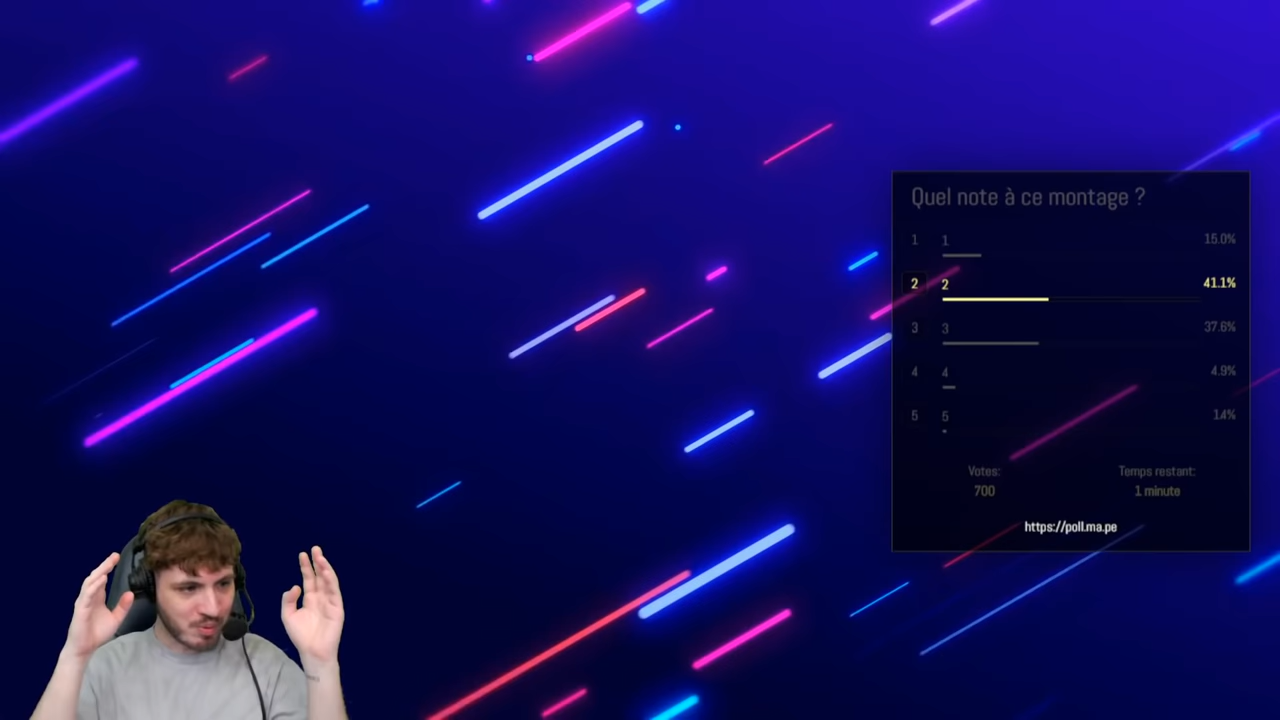 Quel note à ce montage ?
1 1 15.0%
2 2 41.1%
3 3 37.6%
4 4 4.9%
5 5 1.4%
Votes: Temps restant:
700 1 minute
https://poll.ma.pe